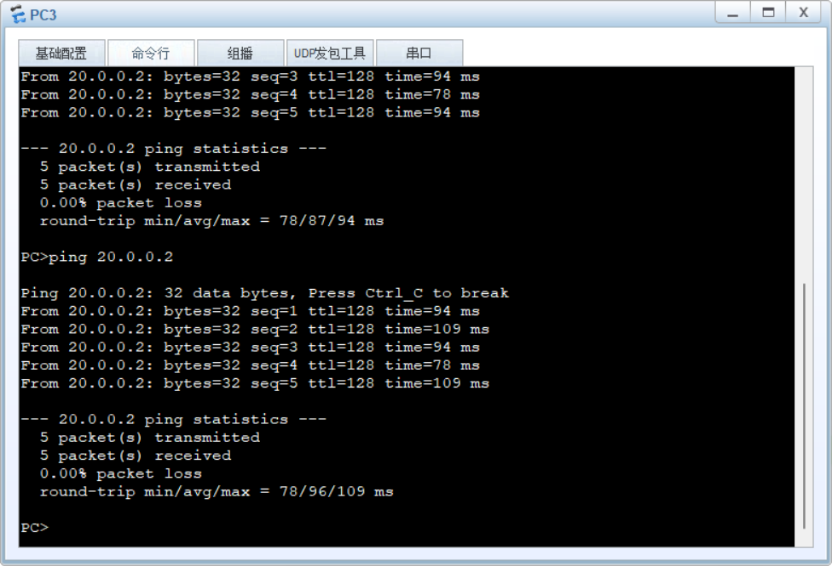 PC3
基础配置 命令行 组播 UDP发包工具 串口
From 20.0.0.2: bytes=32 seq=3 ttl=128 time=94 ms
From 20.0.0.2: bytes=32 seq=4 ttl=128 time=78 ms
From 20.0.0.2: bytes=32 seq=5 ttl=128 time=94 ms
--- 20.0.0.2 ping statistics ---
5 packet(s) transmitted
5 packet(s) received
0.00% packet loss
round-trip min/avg/max = 78/87/94 ms
PC>ping 20.0.0.2
Ping 20.0.0.2: 32 data bytes, Press Ctrl_C to break
From 20.0.0.2: bytes=32 seq=1 ttl=128 time=94 ms
From 20.0.0.2: bytes=32 seq=2 ttl=128 time=109 ms
From 20.0.0.2: bytes=32 seq=3 ttl=128 time=94 ms
From 20.0.0.2: bytes=32 seq=4 ttl=128 time=78 ms
From 20.0.0.2: bytes=32 seq=5 ttl=128 time=109 ms
--- 20.0.0.2 ping statistics ---
5 packet(s) transmitted
5 packet(s) received
0.00% packet loss
round-trip min/avg/max = 78/96/109 ms
PC>